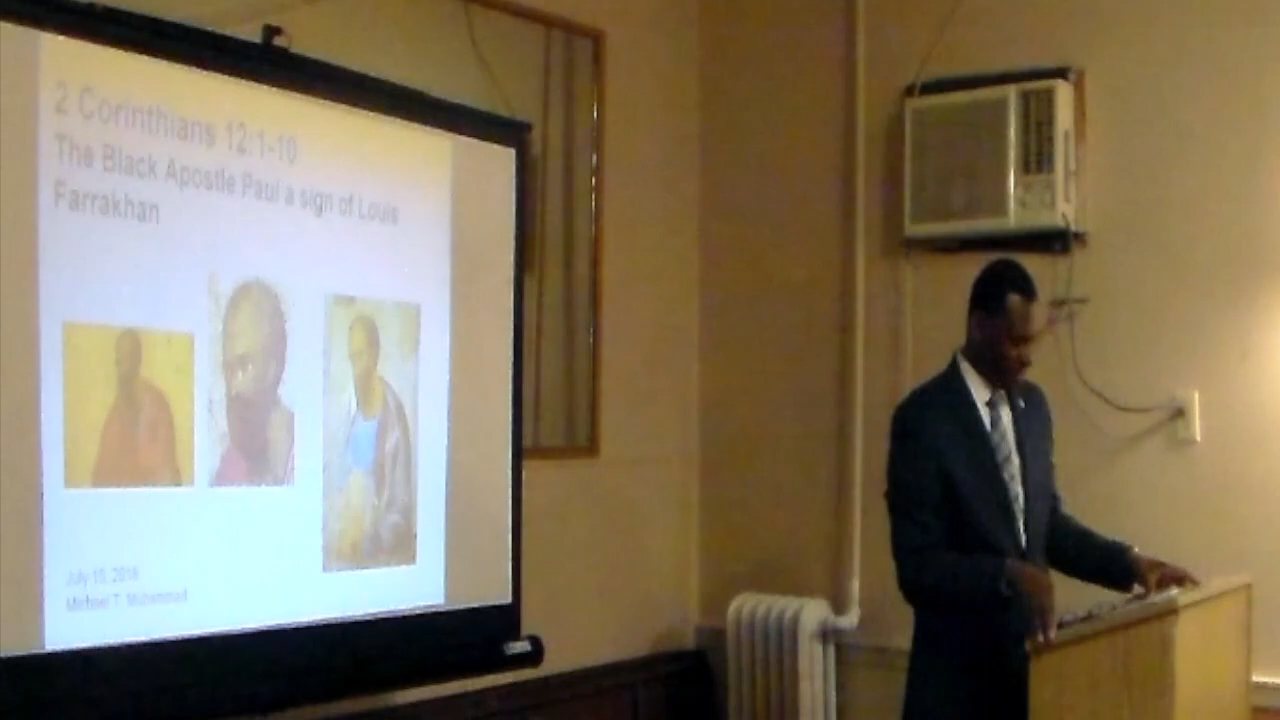 2 Corinthians 12:1-10
The Black Apostle Paul a sign of Louis
Farrakhan
July 15, 2018
Michael T. Muhammad